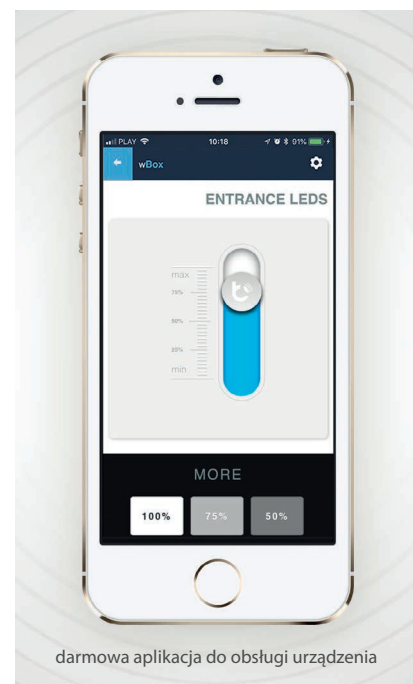 PLAY 10:18 91%
wBox
ENTRANCE LEDS
max
75%
50%
25%
min
MORE
100% 75% 50%
darmowa aplikacja do obsługi urządzenia